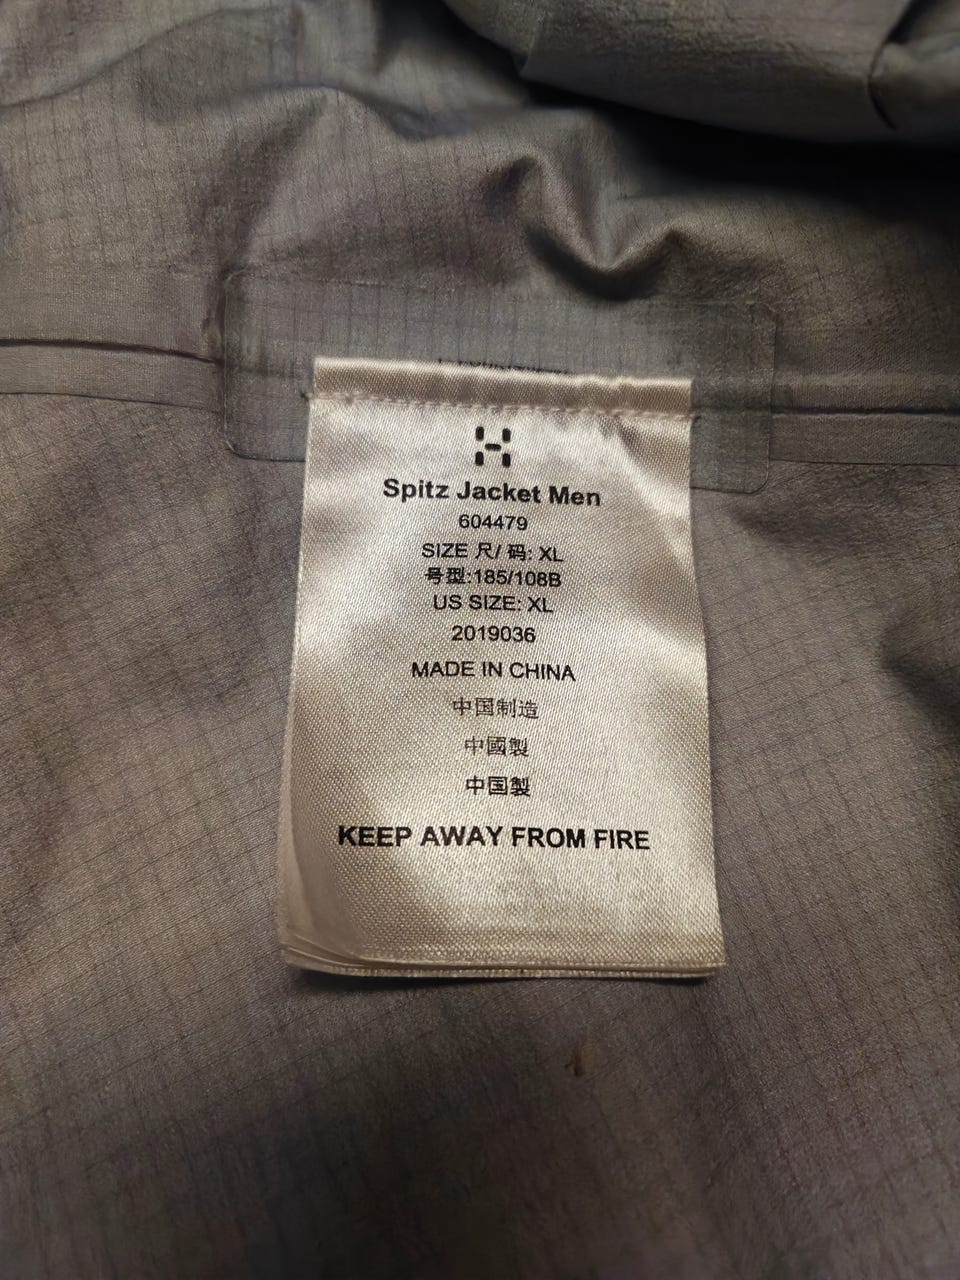 Spitz Jacket Men
604479
SIZE 尺/ 码: XL
号型:185/108B
US SIZE: XL
2019036
MADE IN CHINA
中国制造
中國製
中国製
KEEP AWAY FROM FIRE